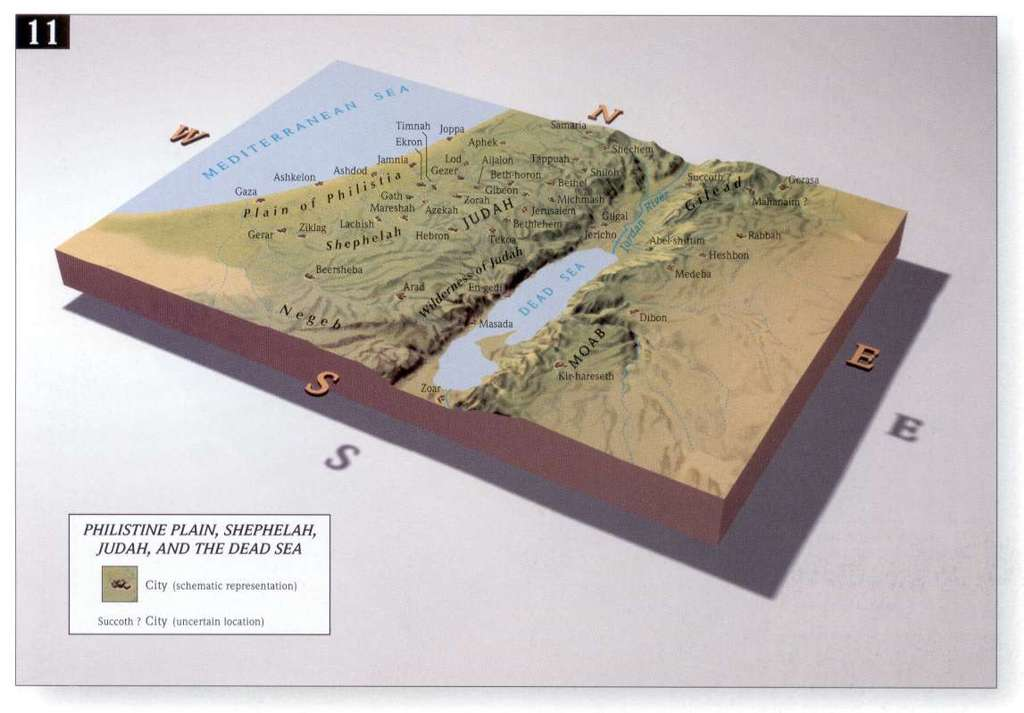 11
W
N
S
S
E
E
MEDITERRANEAN SEA
Timnah
Joppa
Samaria
Ekron
Aphek
Shechem
Jamnia
Lod
Aijalon
Tappuah
Ashdod
Gezer
Beth-horon
Shiloh
Succoth ?
Gerasa
Ashkelon
Gibeon
Bethel
Gilead
Gaza
Plain of Philistia
Gath
Zorah
Michmash
Mahanaim ?
Mareshah
Azekah
JUDAH
Jerusalem
Gilgal
Jordan River
Lachish
Bethlehem
Jericho
Gerar
Ziklag
Shephelah
Hebron
Tekoa
Abel-shittim
Rabbah
Heshbon
Beersheba
Wilderness of Judah
Medeba
Arad
En-gedi
DEAD SEA
Negeb
Masada
Dibon
MOAB
Kir-hareseth
Zoar
PHILISTINE PLAIN, SHEPHELAH,
JUDAH, AND THE DEAD SEA
City (schematic representation)
Succoth ? City (uncertain location)